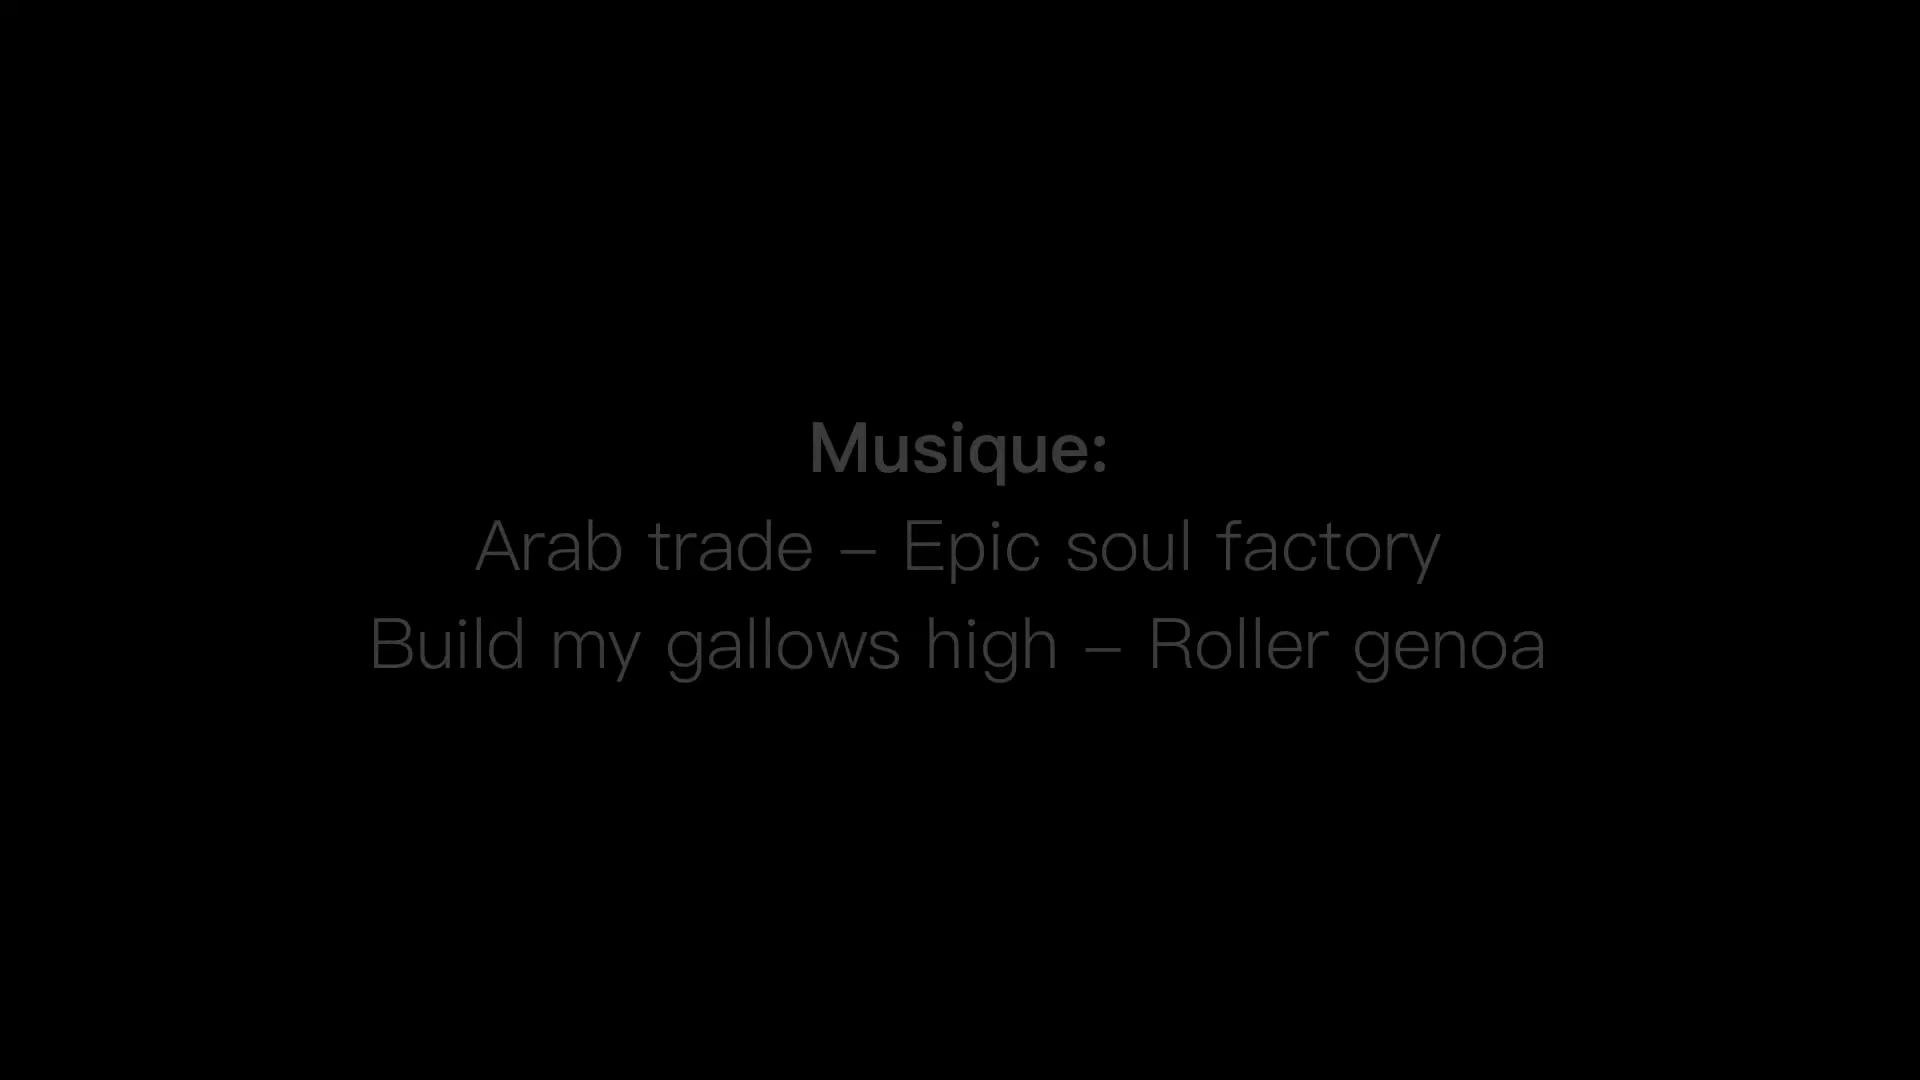 Musique:
Arab trade – Epic soul factory
Build my gallows high – Roller genoa